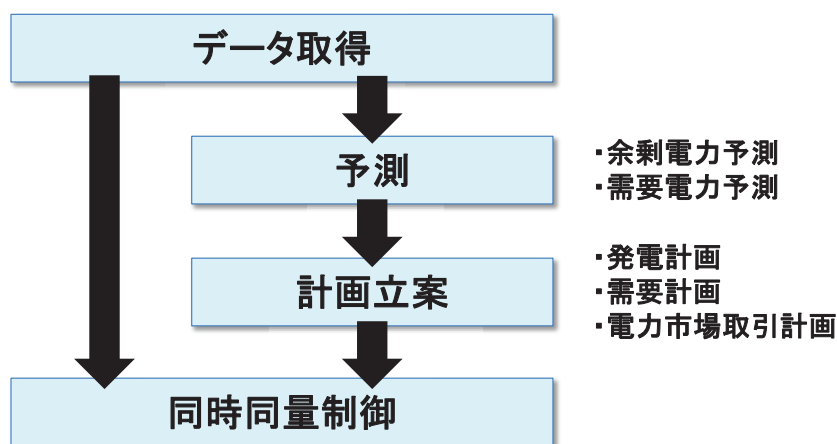 データ取得
予測
・余剰電力予測
・需要電力予測
計画立案
・発電計画
・需要計画
・電力市場取引計画
同時同量制御